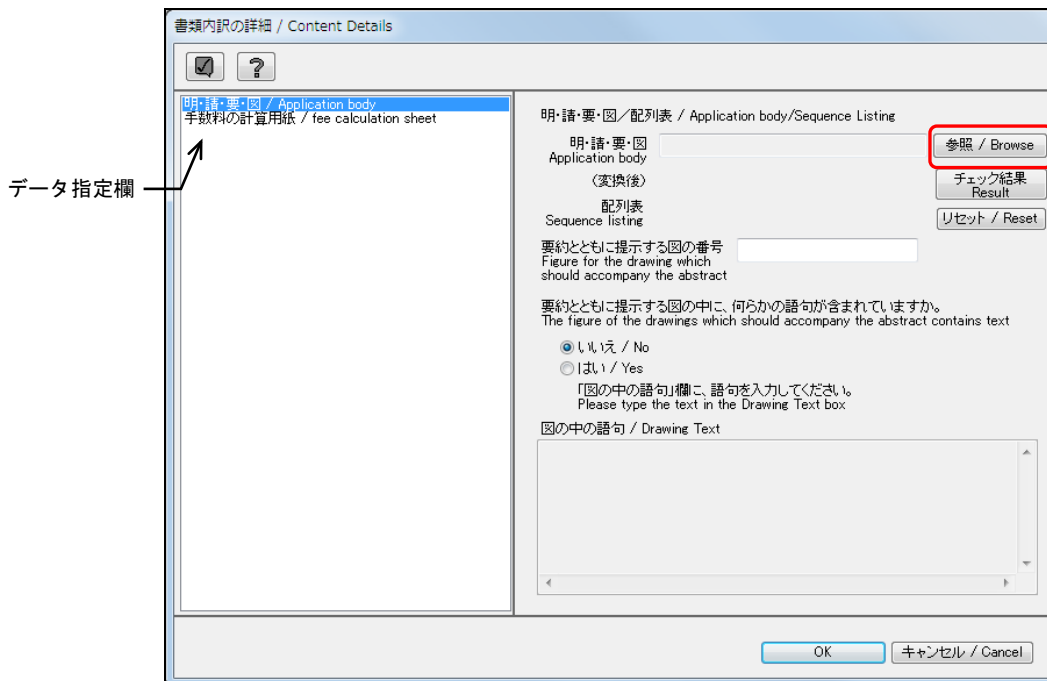 書類内訳の詳細 / Content Details
?
明・請・要・図 / Application body
手数料の計算用紙 / fee calculation sheet
データ指定欄
明・請・要・図／配列表 / Application body/Sequence Listing
明・請・要・図
Application body
参照 / Browse
（変換後）
チェック結果
Result
配列表
Sequence listing
リセット / Reset
要約とともに提示する図の番号
Figure for the drawing which
should accompany the abstract
要約とともに提示する図の中に、何らかの語句が含まれていますか。
The figure of the drawings which should accompany the abstract contains text
いいえ / No
はい / Yes
「図の中の語句」欄に、語句を入力してください。
Please type the text in the Drawing Text box
図の中の語句 / Drawing Text
OK
キャンセル / Cancel